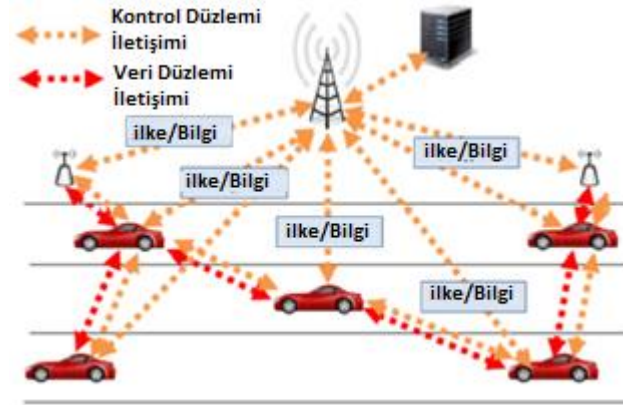 Kontrol Düzlemi
İletişimi
Veri Düzlemi
İletişimi
ilke/Bilgi
ilke/Bilgi
ilke/Bilgi
ilke/Bilgi
ilke/Bilgi